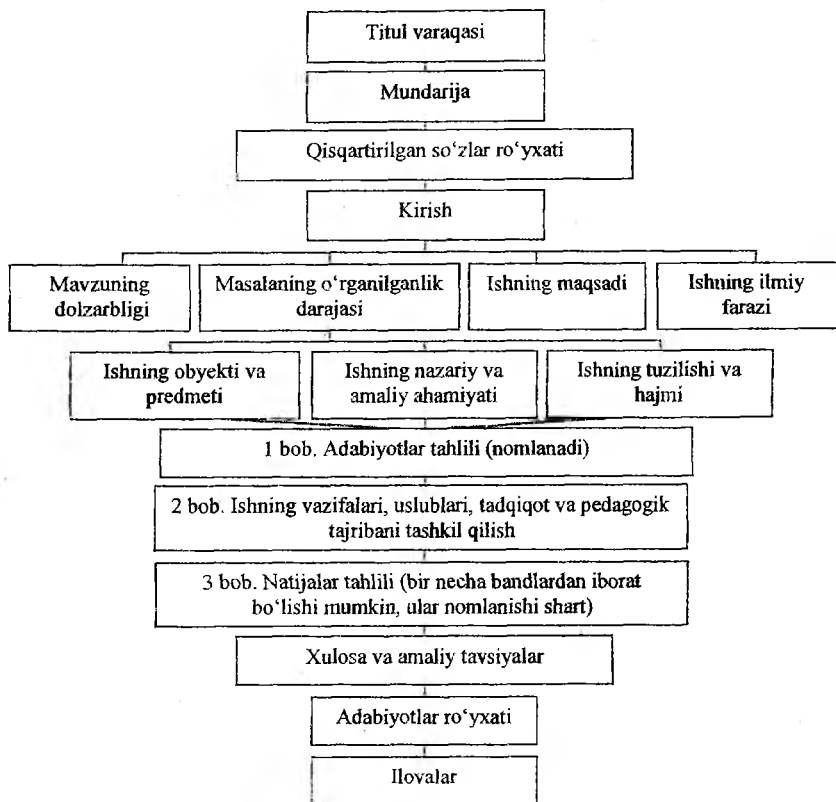 Titul varaqasi
Mundarija
Qisqartirilgan so‘zlar ro‘yxati
Kirish
Mavzuning
dolzarbligi
Masalaning o‘rganilganlik
darajasi
Ishning maqsadi
Ishning ilmiy
farazi
Ishning obyekti va
predmeti
Ishning nazariy va
amaliy ahamiyati
Ishning tuzilishi va
hajmi
1 bob. Adabiyotlar tahlili (nomlanadi)
2 bob. Ishning vazifalari, uslublari, tadqiqot va pedagogik
tajribani tashkil qilish
3 bob. Natijalar tahlili (bir necha bandlardan iborat
bo‘lishi mumkin, ular nomlanishi shart)
Xulosa va amaliy tavsiyalar
Adabiyotlar ro‘yxati
Ilovalar